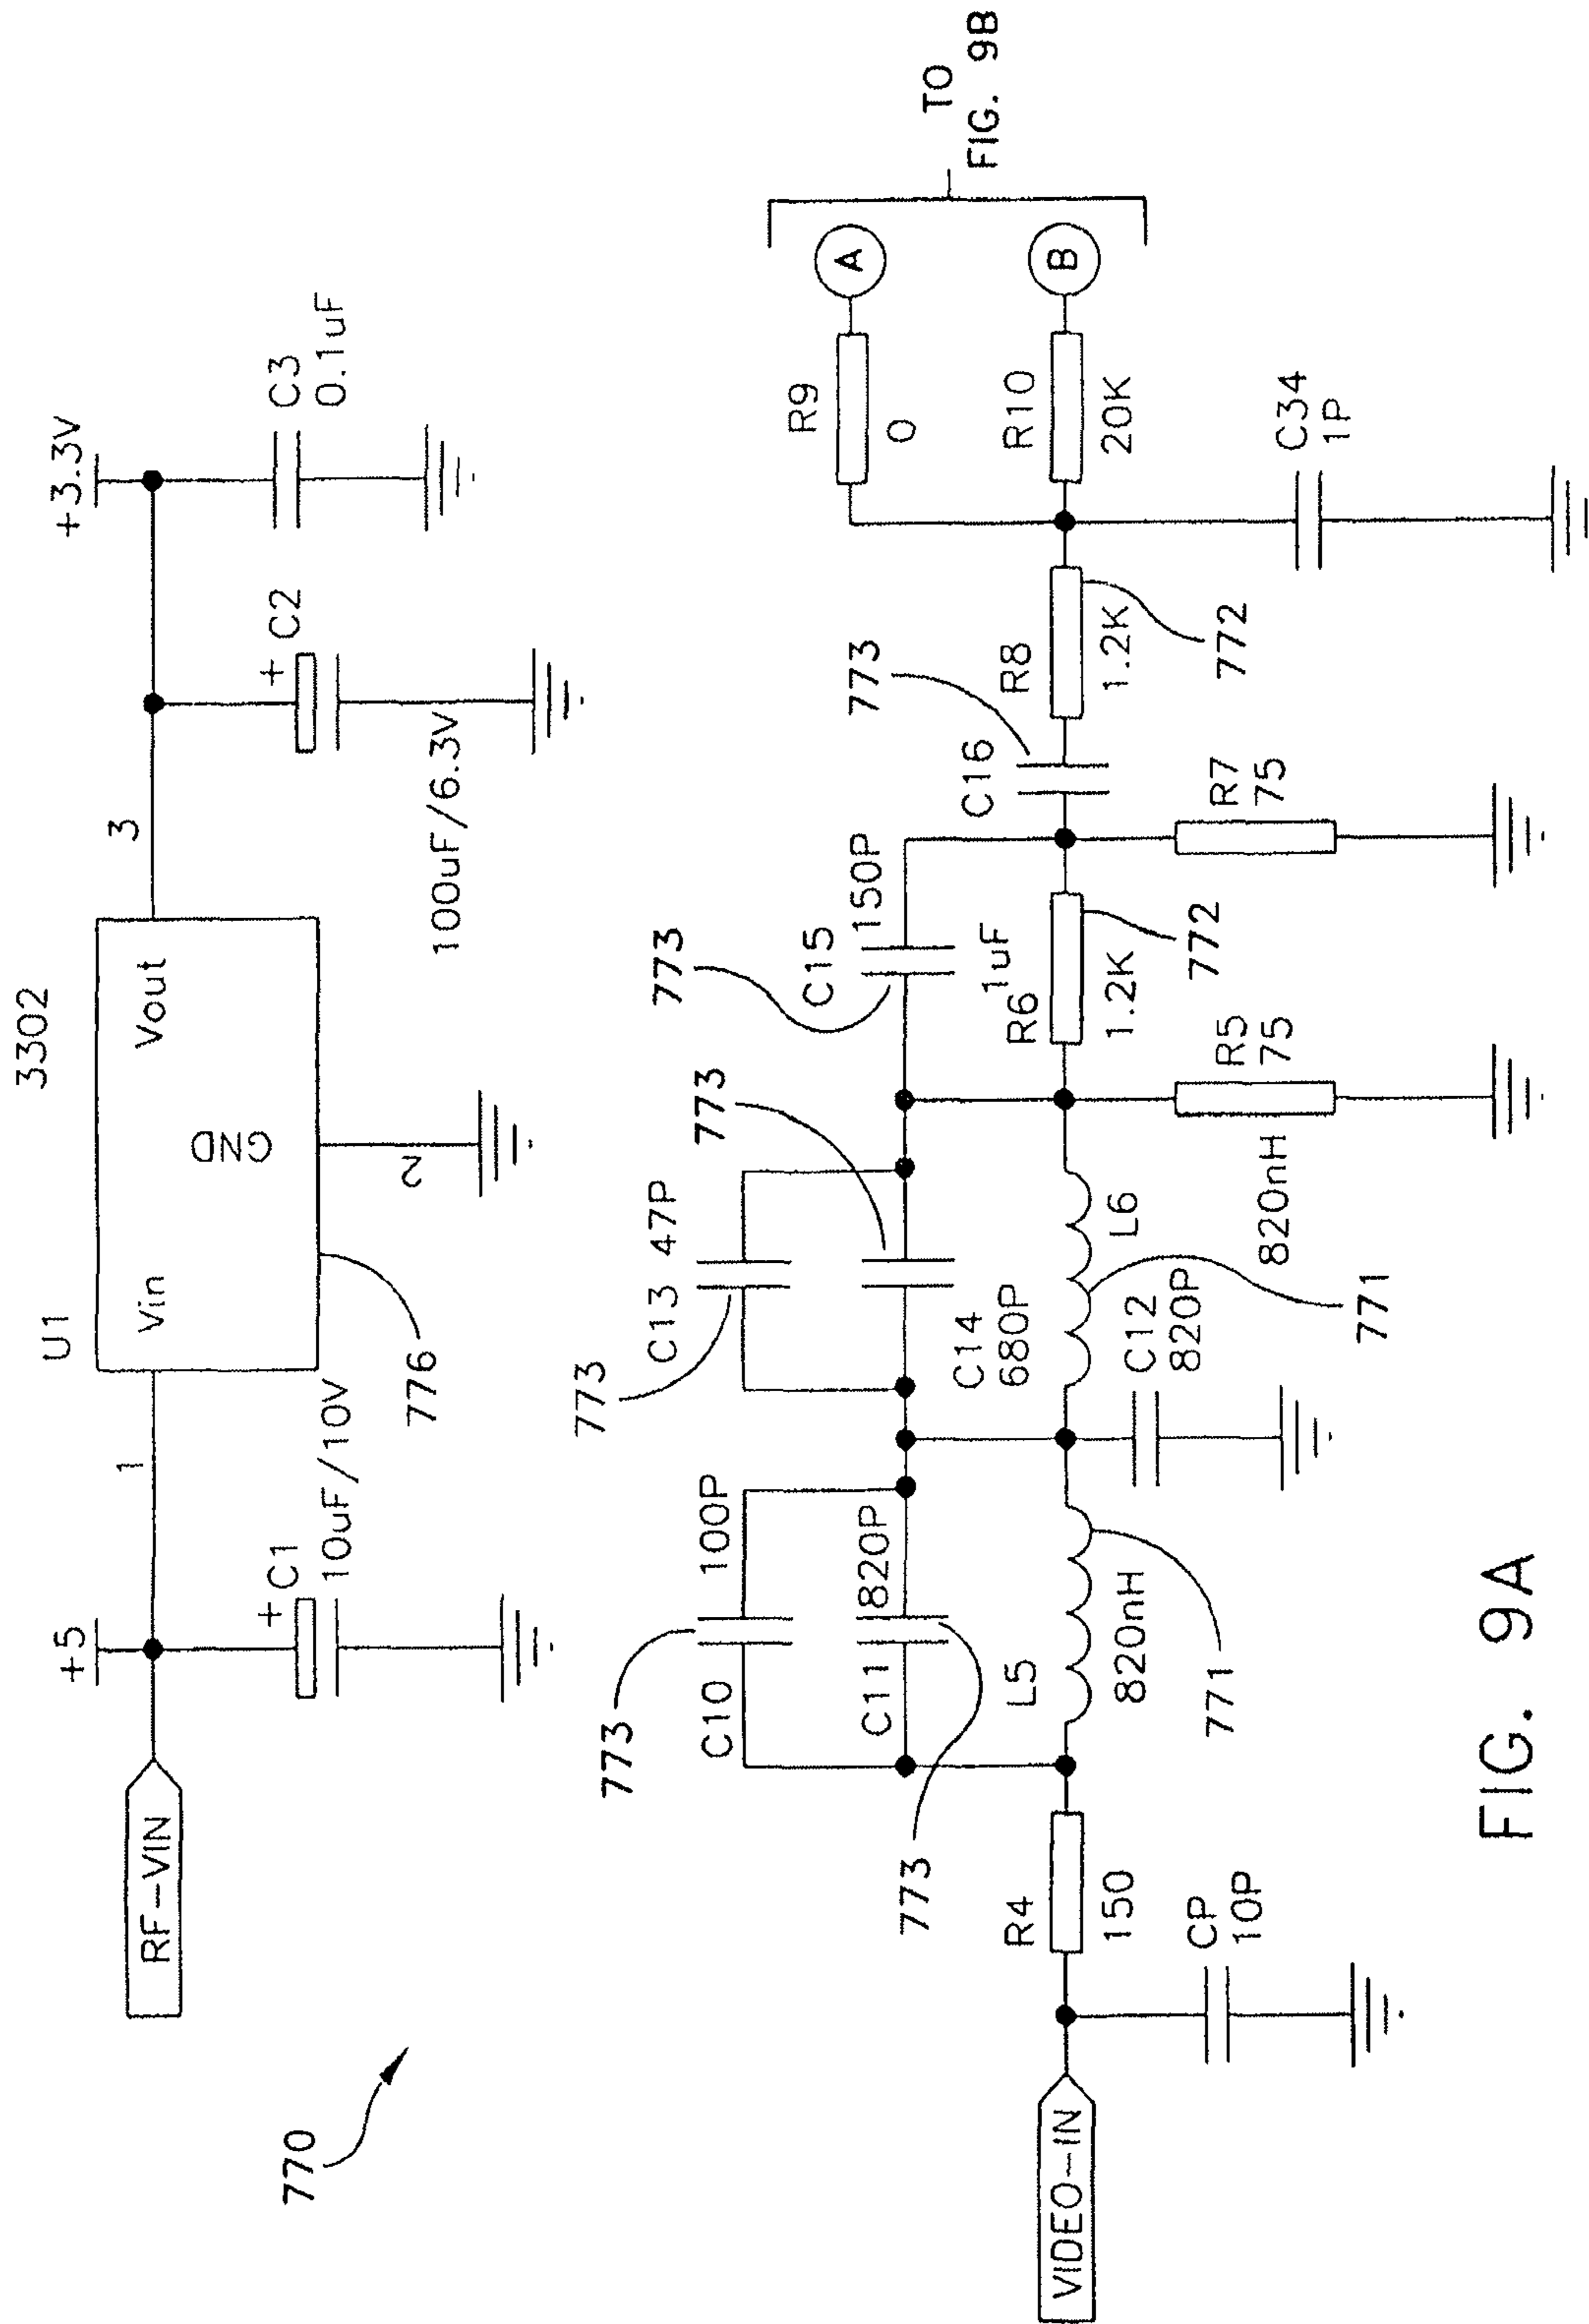 770
RF-VIN
+5
+
C1
10uF/10V
1
U1
3302
Vin
Vout
GND
2
776
3
+
C2
100uF/6.3V
+3.3V
C3
0.1uF
VIDEO-IN
CP
10P
R4
150
773
C10
100P
773
C11
820P
L5
820nH
771
C12
820P
773
C13
47P
773
C14
680P
L6
820nH
771
R5
75
773
C15
150P
1uF
R6
1.2K
772
R7
75
773
C16
R8
1.2K
772
C34
1P
R9
0
R10
20K
A
B
TO
FIG. 9B
FIG. 9A